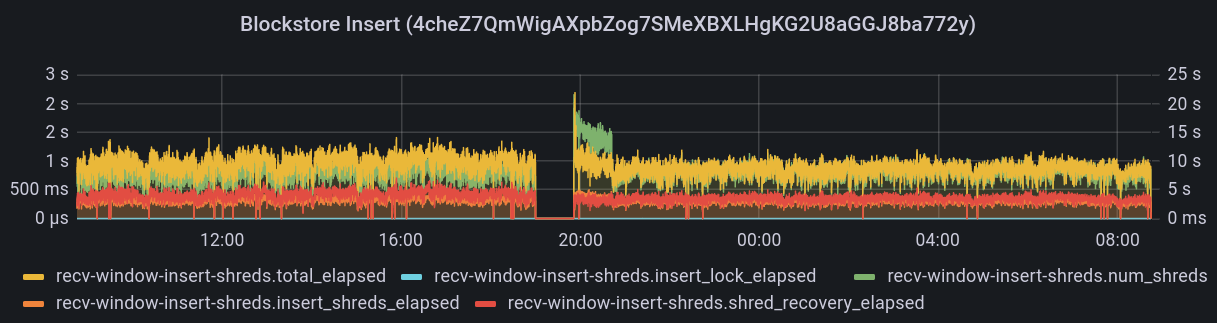 Blockstore Insert (4cheZ7QmWigAXpbZog7SMeXBXLHgKG2U8aGGJ8ba772y)
3 s 25 s
2 s 20 s
2 s 15 s
1 s 10 s
500 ms 5 s
0 μs 0 ms
12:00 16:00 20:00 00:00 04:00 08:00
recv-window-insert-shreds.total_elapsed recv-window-insert-shreds.insert_lock_elapsed recv-window-insert-shreds.num_shreds
recv-window-insert-shreds.insert_shreds_elapsed recv-window-insert-shreds.shred_recovery_elapsed